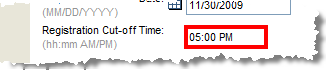 Date:
(MM/DD/YYYY)
11/30/2009
Registration Cut-off Time:
(hh:mm AM/PM)
05:00 PM